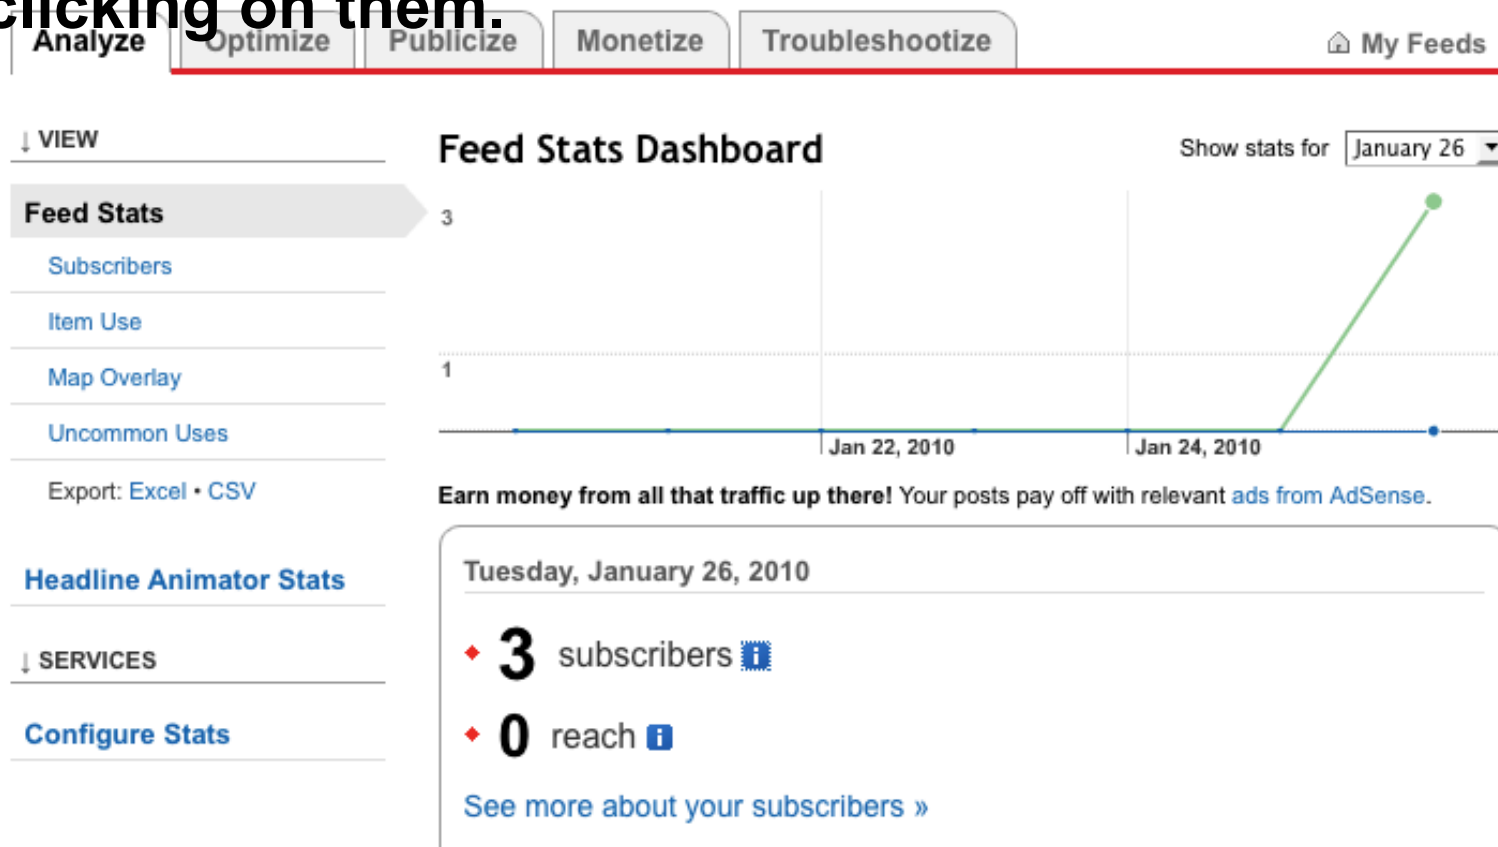 clicking on them.
Analyze Optimize Publicize Monetize Troubleshootize My Feeds
↓ VIEW
Feed Stats
Subscribers
Item Use
Map Overlay
Uncommon Uses
Export: Excel • CSV
Headline Animator Stats
↓ SERVICES
Configure Stats
Feed Stats Dashboard
Show stats for January 26
3
1
Jan 22, 2010 Jan 24, 2010
Earn money from all that traffic up there! Your posts pay off with relevant ads from AdSense.
Tuesday, January 26, 2010
3 subscribers i
0 reach i
See more about your subscribers »